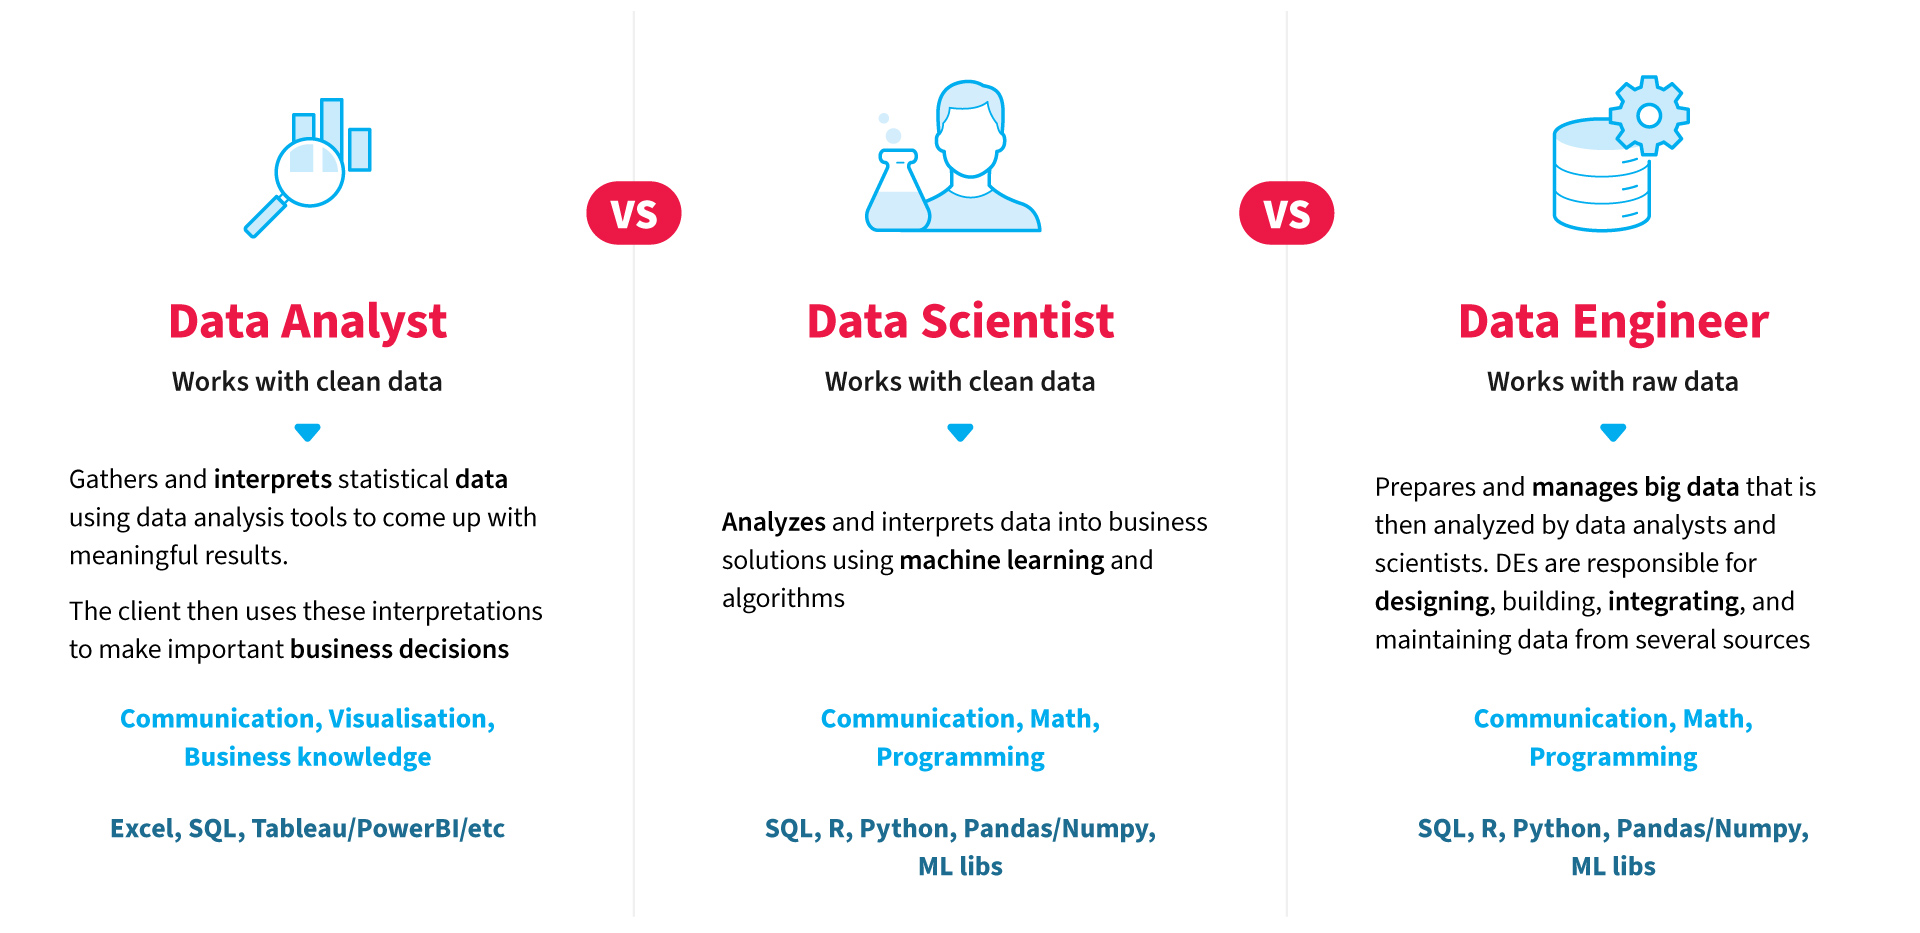 VS
VS
Data Analyst
Works with clean data
Gathers and interprets statistical data
using data analysis tools to come up with
meaningful results.
The client then uses these interpretations
to make important business decisions
Communication, Visualisation,
Business knowledge
Excel, SQL, Tableau/PowerBI/etc
Data Scientist
Works with clean data
Analyzes and interprets data into business
solutions using machine learning and
algorithms
Communication, Math,
Programming
SQL, R, Python, Pandas/Numpy,
ML libs
Data Engineer
Works with raw data
Prepares and manages big data that is
then analyzed by data analysts and
scientists. DEs are responsible for
designing, building, integrating, and
maintaining data from several sources
Communication, Math,
Programming
SQL, R, Python, Pandas/Numpy,
ML libs